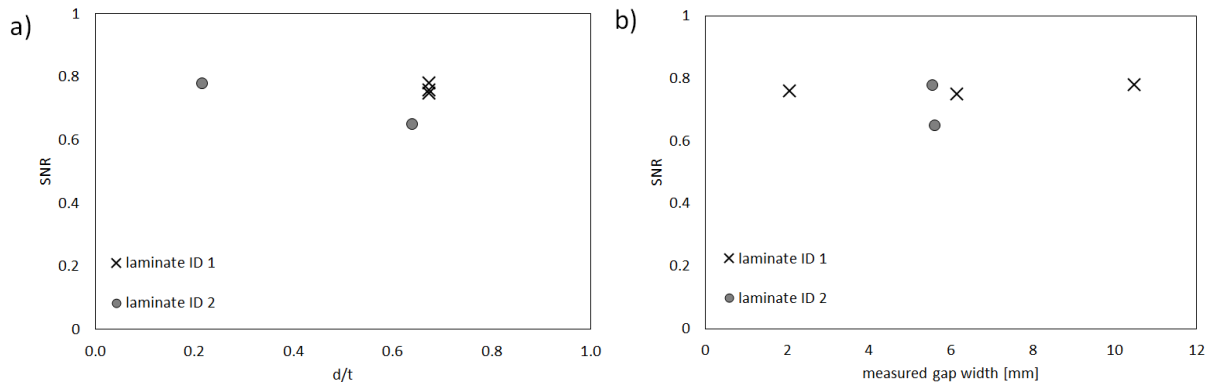 a)
1
0.8
0.6
0.4
0.2
0
SNR
laminate ID 1
laminate ID 2
0.0 0.2 0.4 0.6 0.8 1.0
d/t
b)
1
0.8
0.6
0.4
0.2
0
SNR
laminate ID 1
laminate ID 2
0 2 4 6 8 10 12
measured gap width [mm]